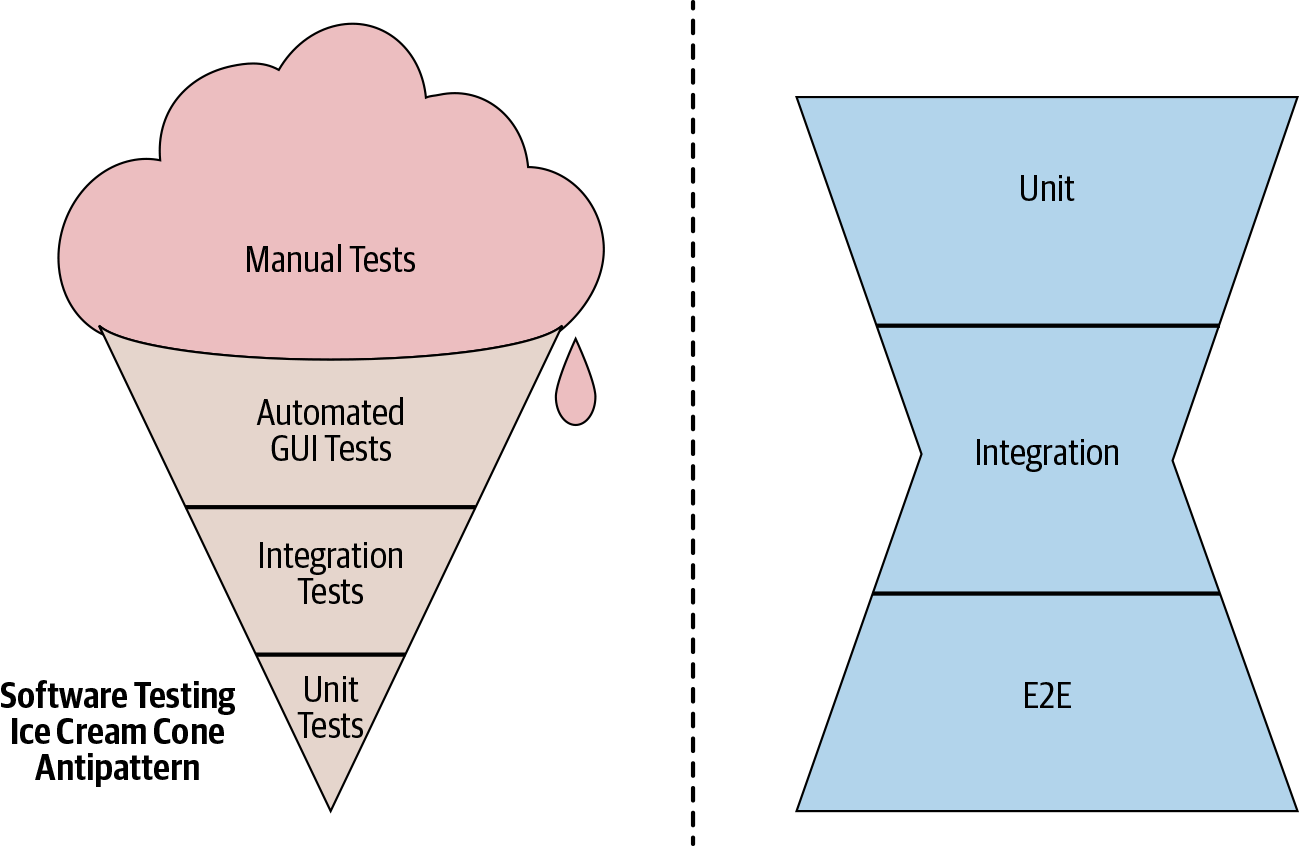 Manual Tests
Automated
GUI Tests
Integration
Tests
Unit
Tests
Software Testing
Ice Cream Cone
Antipattern
Unit
Integration
E2E